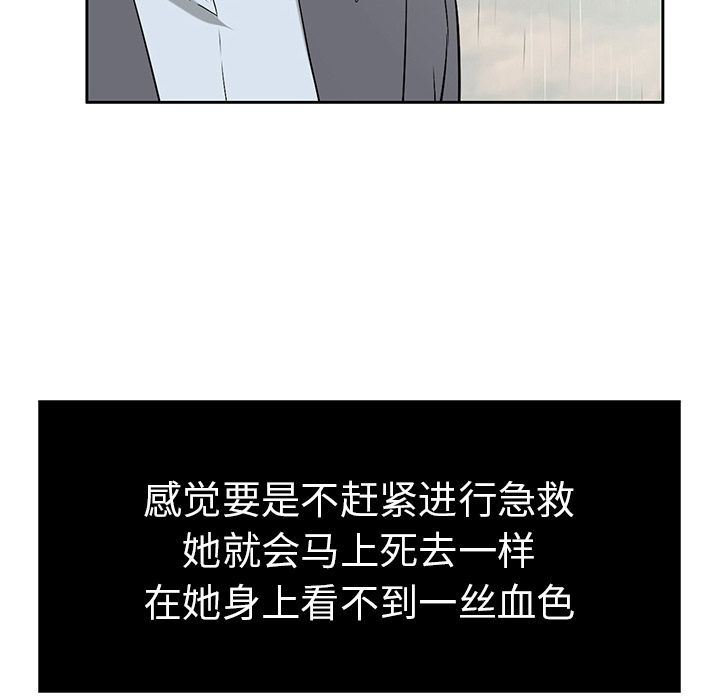 感觉要是不赶紧进行急救
她就会马上死去一样
在她身上看不到一丝血色